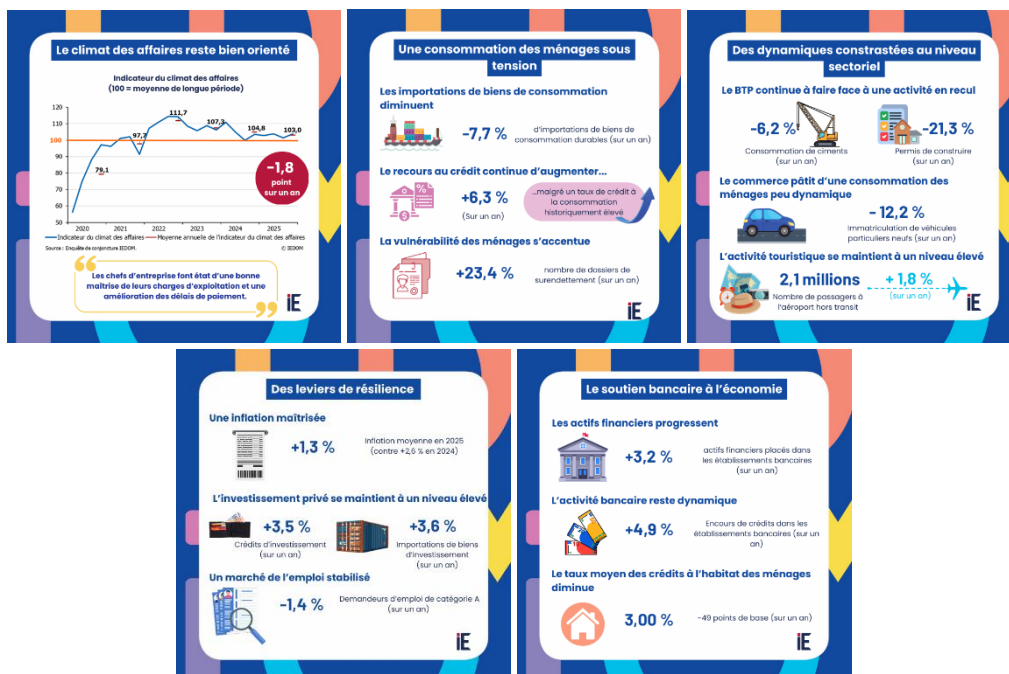 Le climat des affaires reste bien orienté
Indicateur du climat des affaires
(100 = moyenne de longue période)
120
110
100
90
80
70
60
50
79,1
97,7
111,7
107,3
104,8
103,0
2020
2021
2022
2023
2024
2025
Indicateur du climat des affaires
Moyenne annuelle de l'indicateur du climat des affaires
Source : Enquête de conjoncture IEDOM.
© IEDOM
-1,8
point
sur un an
Les chefs d'entreprise font état d'une bonne
maîtrise de leurs charges d'exploitation et une
amélioration des délais de paiement.
iE
Une consommation des ménages sous
tension
Les importations de biens de consommation
diminuent
-7,7 %
d'importations de biens de
consommation durables (sur un an)
Le recours au crédit continue d'augmenter...
+6,3 %
(Sur un an)
...malgré un taux de crédit à
la consommation
historiquement élevé
La vulnérabilité des ménages s'accentue
+23,4 %
nombre de dossiers de
surendettement (sur un an)
iE
Des dynamiques constrastées au niveau
sectoriel
Le BTP continue à faire face à une activité en recul
-6,2 %
Consommation de ciments
(sur un an)
-21,3 %
Permis de construire
(sur un an)
Le commerce pâtit d'une consommation des
ménages peu dynamique
- 12,2 %
Immatriculation de véhicules
particuliers neufs (sur un an)
L'activité touristique se maintient à un niveau élevé
2,1 millions
Nombre de passagers à
l'aéroport hors transit
+ 1,8 %
(sur un an)
iE
Des leviers de résilience
Une inflation maîtrisée
+1,3 %
Inflation moyenne en 2025
(contre +2,6 % en 2024)
L'investissement privé se maintient à un niveau élevé
+3,5 %
Crédits d'investissement
(sur un an)
+3,6 %
Importations de biens
d'investissement
(sur un an)
Un marché de l'emploi stabilisé
-1,4 %
Demandeurs d'emploi de catégorie A
(sur un an)
iE
Le soutien bancaire à l'économie
Les actifs financiers progressent
+3,2 %
actifs financiers placés dans
les établissements bancaires
(sur un an)
L'activité bancaire reste dynamique
+4,9 %
Encours de crédits dans les
établissements bancaires (sur un
an)
Le taux moyen des crédits à l'habitat des ménages
diminue
3,00 %
-49 points de base (sur un an)
iE